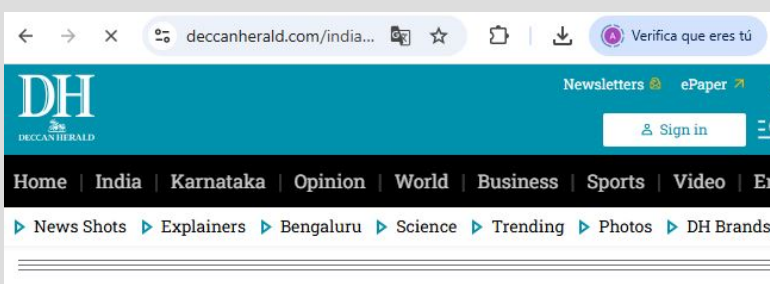 deccanherald.com/india... A Verifica que eres tú
Newsletters ePaper
DH
DECCAN HERALD
Sign in
Home | India | Karnataka | Opinion | World | Business | Sports | Video | E
News Shots Explainers Bengaluru Science Trending Photos DH Brands